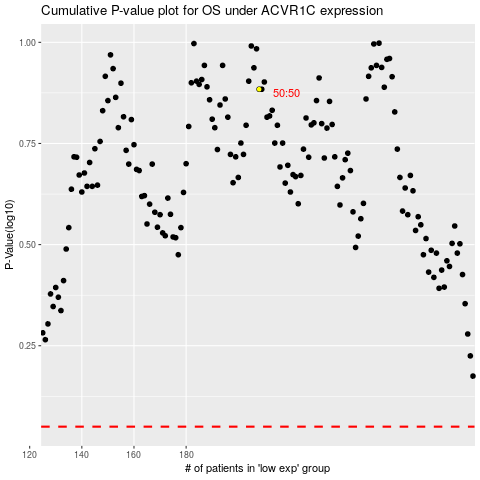 Cumulative P-value plot for OS under ACVR1C expression
P-Value(log10)
1.00
0.75
0.50
0.25
50:50
120 140 160 180
# of patients in 'low exp' group